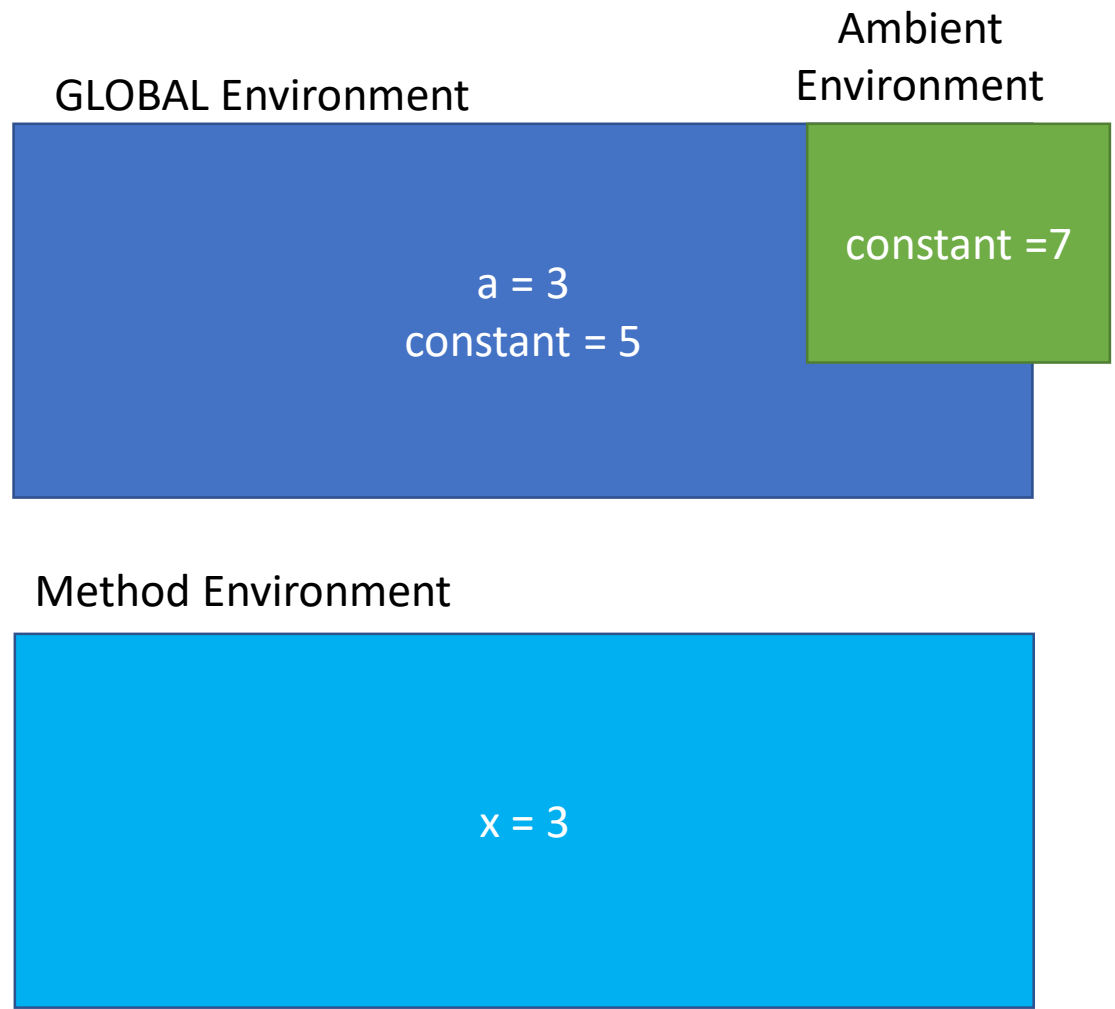 Ambient
Environment
GLOBAL Environment
constant =7
a = 3
constant = 5
Method Environment
x = 3